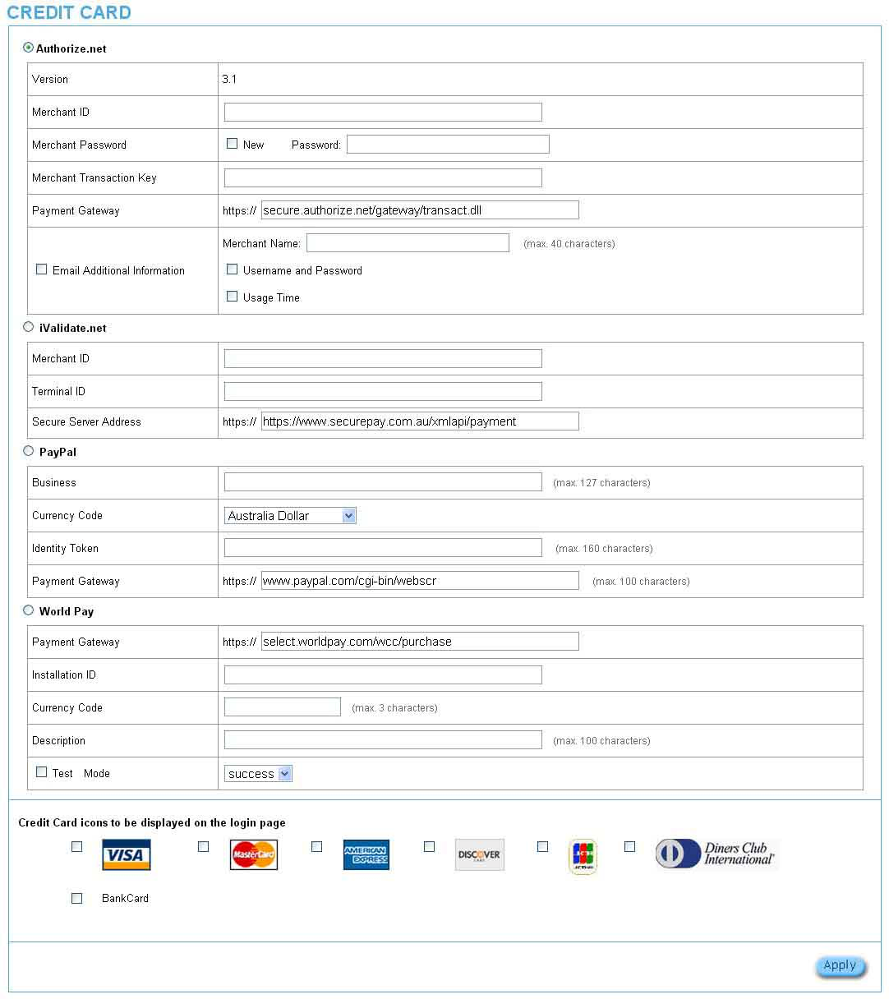 CREDIT CARD
Authorize.net
Version 3.1
Merchant ID
Merchant Password New Password:
Merchant Transaction Key
Payment Gateway https:// secure.authorize.net/gateway/transact.dll
Merchant Name: (max. 40 characters)
Email Additional Information Username and Password
Usage Time
iValidate.net
Merchant ID
Terminal ID
Secure Server Address https:// https://www.securepay.com.au/xmlapi/payment
PayPal
Business (max. 127 characters)
Currency Code Australia Dollar
Identity Token (max. 160 characters)
Payment Gateway https:// www.paypal.com/cgi-bin/webscr (max. 100 characters)
World Pay
Payment Gateway https:// select.worldpay.com/wcc/purchase
Installation ID
Currency Code (max. 3 characters)
Description (max. 100 characters)
Test Mode success
Credit Card icons to be displayed on the login page
VISA MasterCard AMERICAN EXPRESS DISCOVER JCB Diners Club International
BankCard
Apply